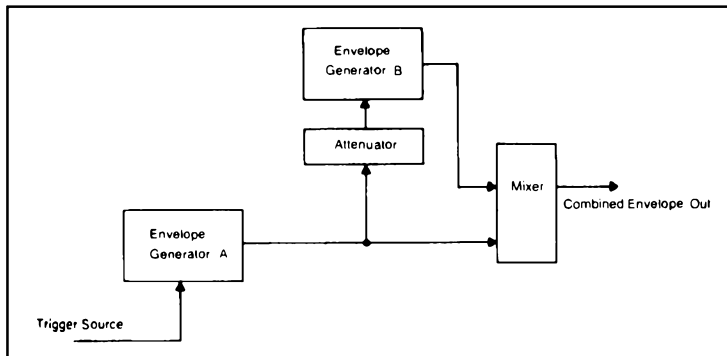 Envelope
Generator B
Attenuator
Mixer
Combined Envelope Out
Envelope
Generator A
Trigger Source